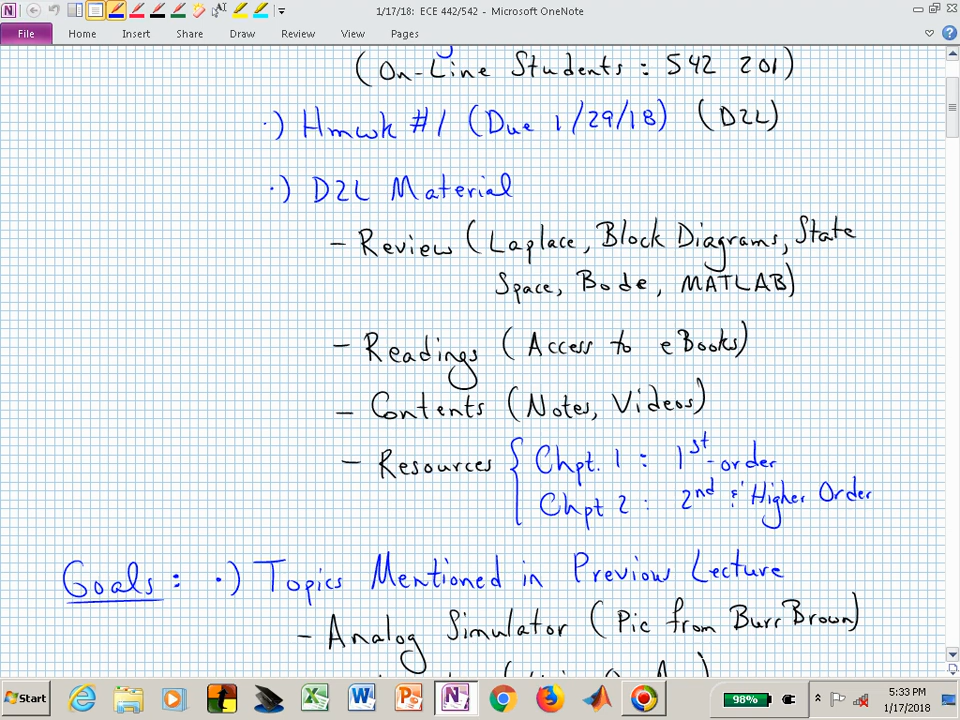 1/17/18: ECE 442/542 - Microsoft OneNote
File Home Insert Share Draw Review View Pages
(On-Line Students : 542 201)
·) Hmwk #1 (Due 1/29/18) (D2L)
·) D2L Material
- Review (Laplace, Block Diagrams, State
Space, Bode, MATLAB)
- Readings (Access to eBooks)
- Contents (Notes, Videos)
- Resources { Chpt. 1 : 1st-order
Chpt 2 : 2nd & Higher Order
Goals : ·) Topics Mentioned in Previous Lecture
- Analog Simulator (Pic from Burr Brown)
Start
98%
5:33 PM
1/17/2018